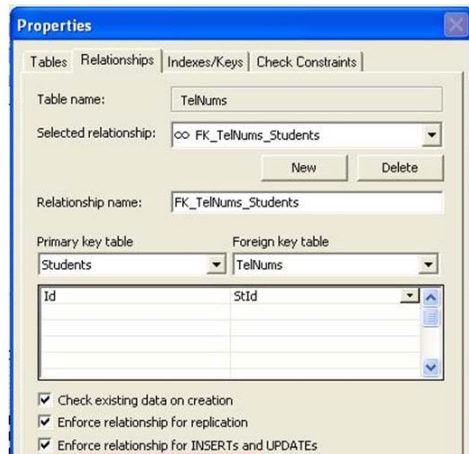 Properties
Tables Relationships Indexes/Keys Check Constraints
Table name: TelNums
Selected relationship: FK_TelNums_Students
New Delete
Relationship name: FK_TelNums_Students
Primary key table Foreign key table
Students TelNums
Id StId
Check existing data on creation
Enforce relationship for replication
Enforce relationship for INSERTs and UPDATEs